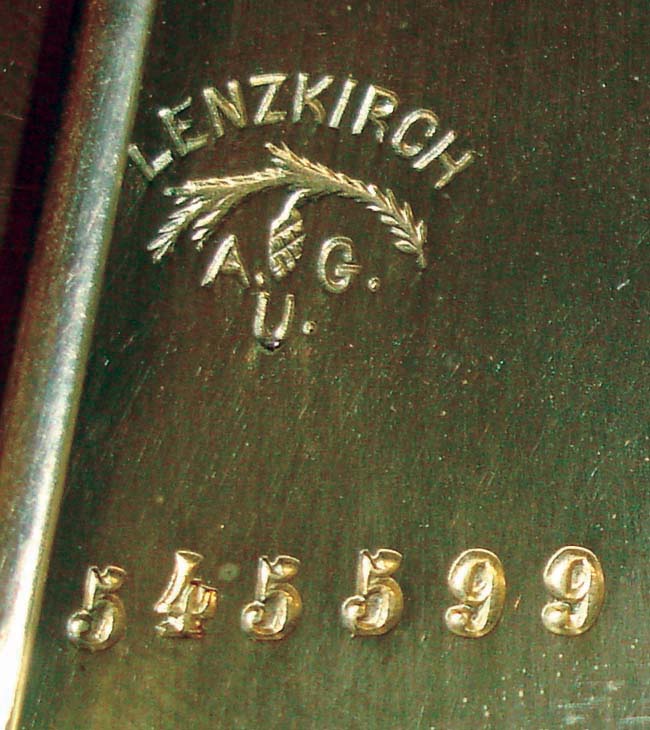 LENZKIRCH
A. G.
U.
545599